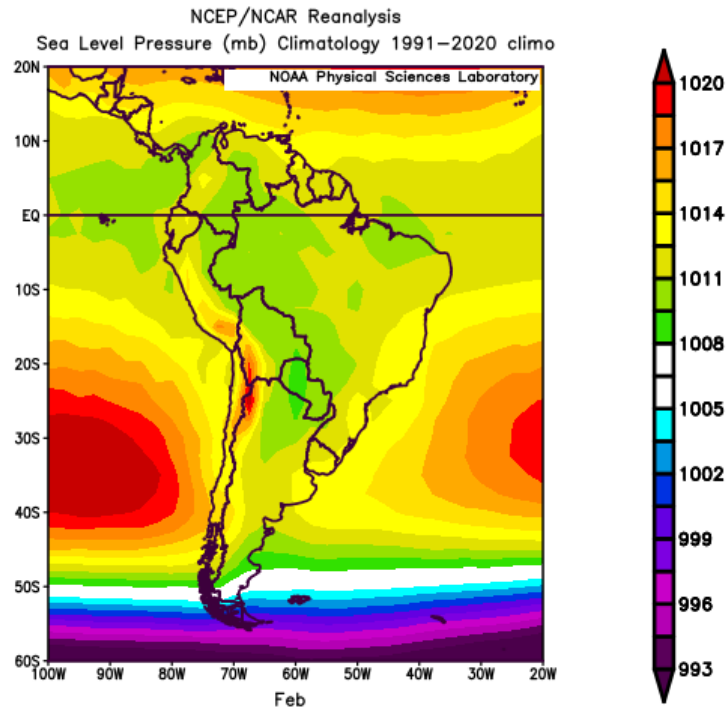 NCEP/NCAR Reanalysis
Sea Level Pressure (mb) Climatology 1991-2020 climo
NOAA Physical Sciences Laboratory
20N
10N
EQ
10S
20S
30S
40S
50S
60S
100W 90W 80W 70W 60W 50W 40W 30W 20W
Feb
1020
1017
1014
1011
1008
1005
1002
999
996
993